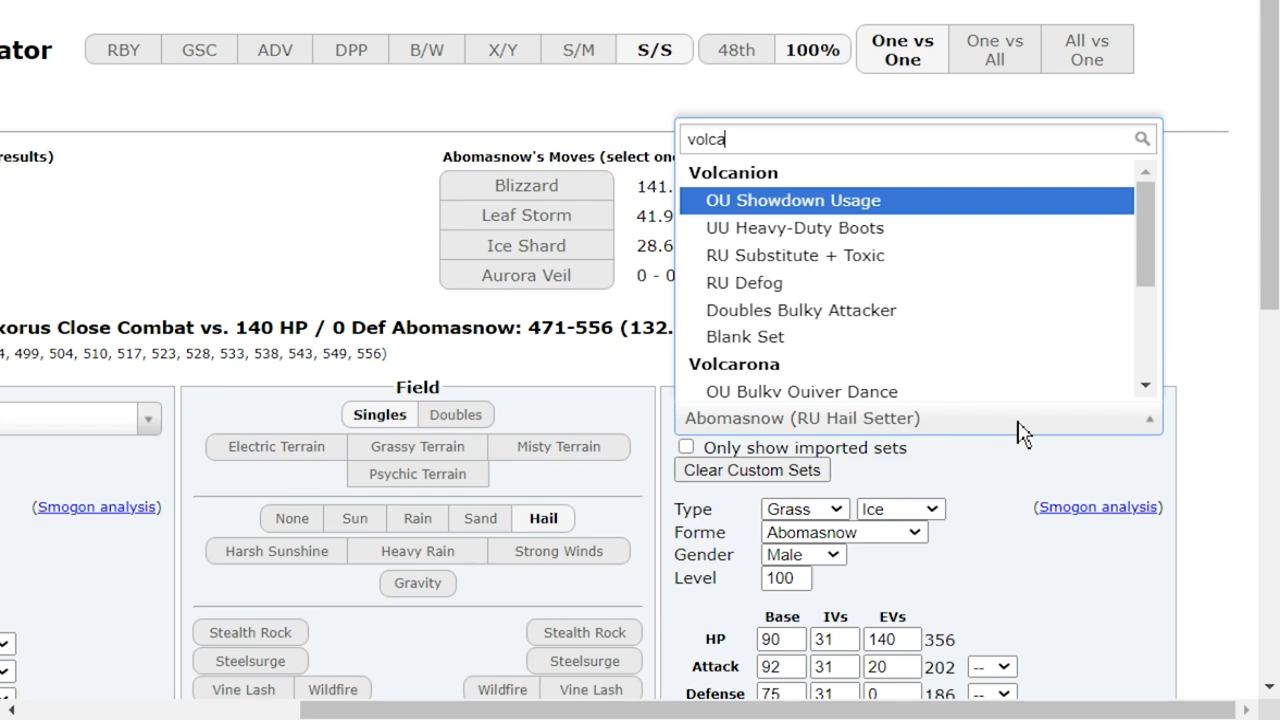 ator
RBY GSC ADV DPP B/W X/Y S/M S/S 48th 100% One vs One One vs All All vs One
results)
Abomasnow's Moves (select one
Blizzard 141.
Leaf Storm 41.9
Ice Shard 28.6
Aurora Veil 0 - 0
volca
Volcanion
OU Showdown Usage
UU Heavy-Duty Boots
RU Substitute + Toxic
RU Defog
Doubles Bulky Attacker
Blank Set
Volcarona
OU Bulky Quiver Dance
Abomasnow (RU Hail Setter)
xorus Close Combat vs. 140 HP / 0 Def Abomasnow: 471-556 (132.
4, 499, 504, 510, 517, 523, 528, 533, 538, 543, 549, 556)
Field
Singles Doubles
Electric Terrain Grassy Terrain Misty Terrain
Psychic Terrain
None Sun Rain Sand Hail
Harsh Sunshine Heavy Rain Strong Winds
Gravity
Stealth Rock Stealth Rock
Steelsurge Steelsurge
Vine Lash Wildfire Wildfire Vine Lash
(Smogon analysis)
Only show imported sets
Clear Custom Sets
Type Grass Ice (Smogon analysis)
Forme Abomasnow
Gender Male
Level 100
Base IVs EVs
HP 90 31 140 356
Attack 92 31 20 202 --
Defense 75 31 0 186 --